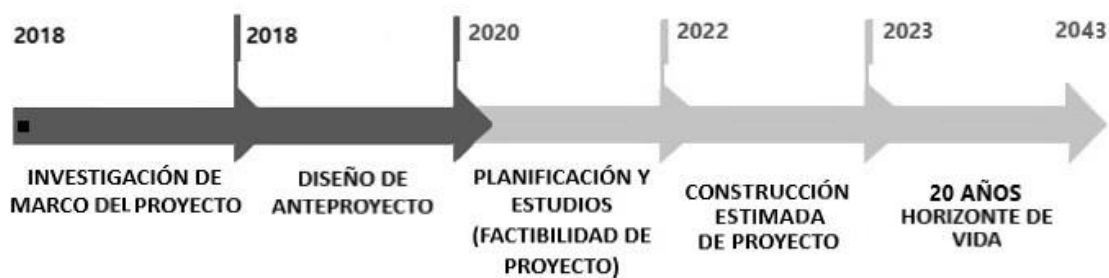 2018
2018
2020
2022
2023
2043
INVESTIGACIÓN DE
MARCO DEL PROYECTO
DISEÑO DE
ANTEPROYECTO
PLANIFICACIÓN Y
ESTUDIOS
(FACTIBILIDAD DE
PROYECTO)
CONSTRUCCIÓN
ESTIMADA
DE PROYECTO
20 AÑOS
HORIZONTE DE
VIDA